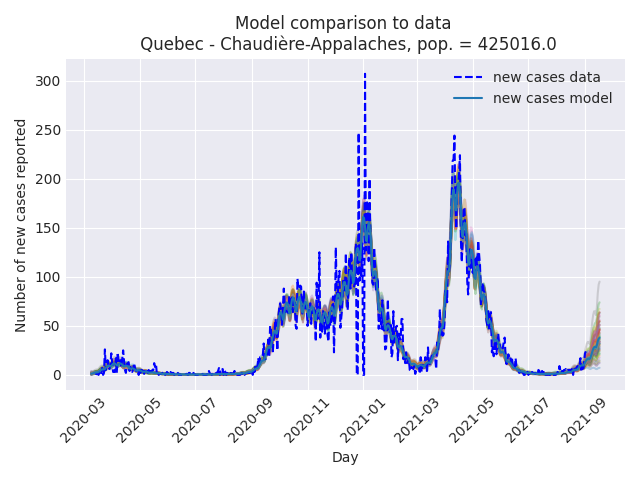 Model comparison to data
Quebec - Chaudière-Appalaches, pop. = 425016.0
new cases data
new cases model
Number of new cases reported
300
250
200
150
100
50
0
2020-03
2020-05
2020-07
2020-09
2020-11
2021-01
2021-03
2021-05
2021-07
2021-09
Day